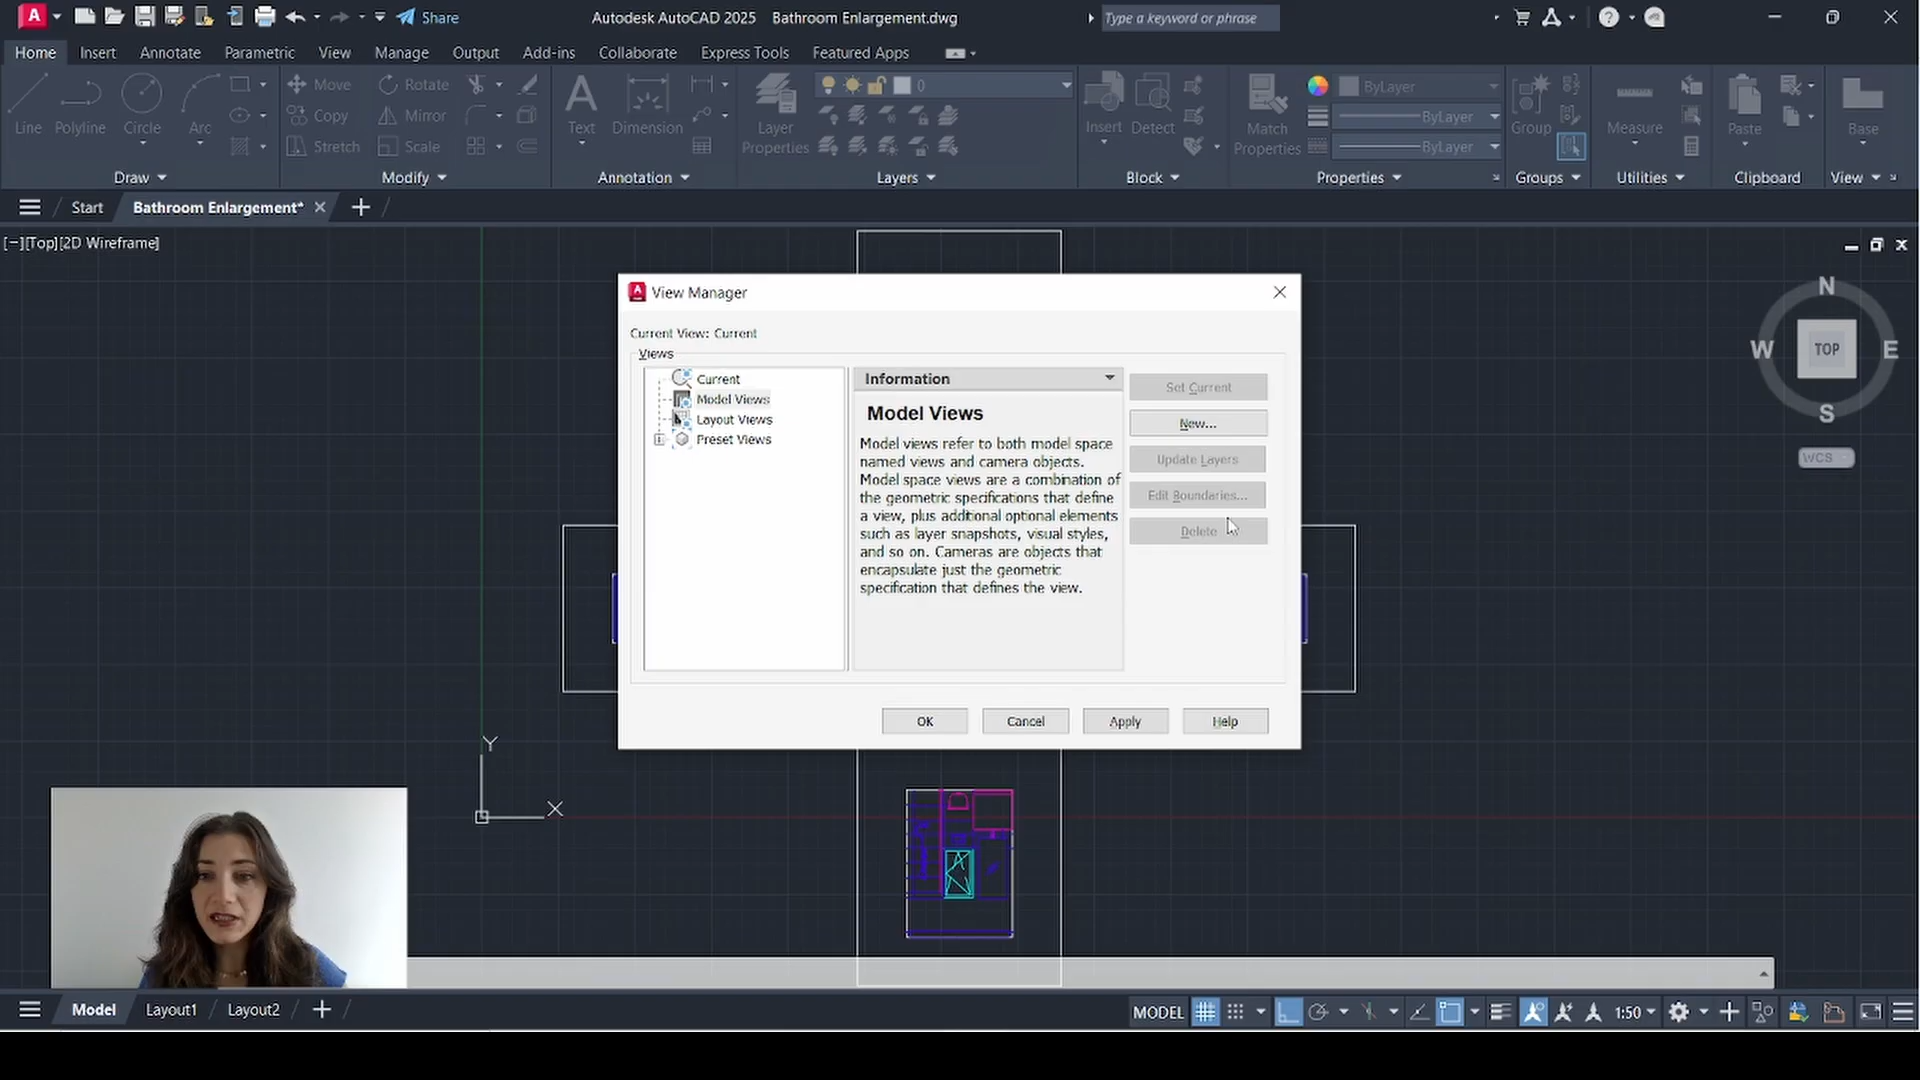 Share
Autodesk AutoCAD 2025 Bathroom Enlargement.dwg
Type a keyword or phrase
Home Insert Annotate Parametric View Manage Output Add-ins Collaborate Express Tools Featured Apps
Line Polyline Circle Arc
Move Rotate
Copy Mirror
Stretch Scale
Text Dimension
Layer Properties
0
Insert Detect
Match Properties
ByLayer
ByLayer
ByLayer
Group
Measure
Paste
Base
Draw Modify Annotation Layers Block Properties Groups Utilities Clipboard View
Start Bathroom Enlargement*
[−][Top][2D Wireframe]
N
W TOP E
S
WCS
View Manager
Current View: Current
Views
Current
Model Views
Layout Views
Preset Views
Information
Model Views
Model views refer to both model space
named views and camera objects.
Model space views are a combination of
the geometric specifications that define
a view, plus additional optional elements
such as layer snapshots, visual styles,
and so on. Cameras are objects that
encapsulate just the geometric
specification that defines the view.
Set Current
New...
Update Layers
Edit Boundaries...
Delete
OK Cancel Apply Help
Y
X
Model Layout1 Layout2
MODEL 1:50